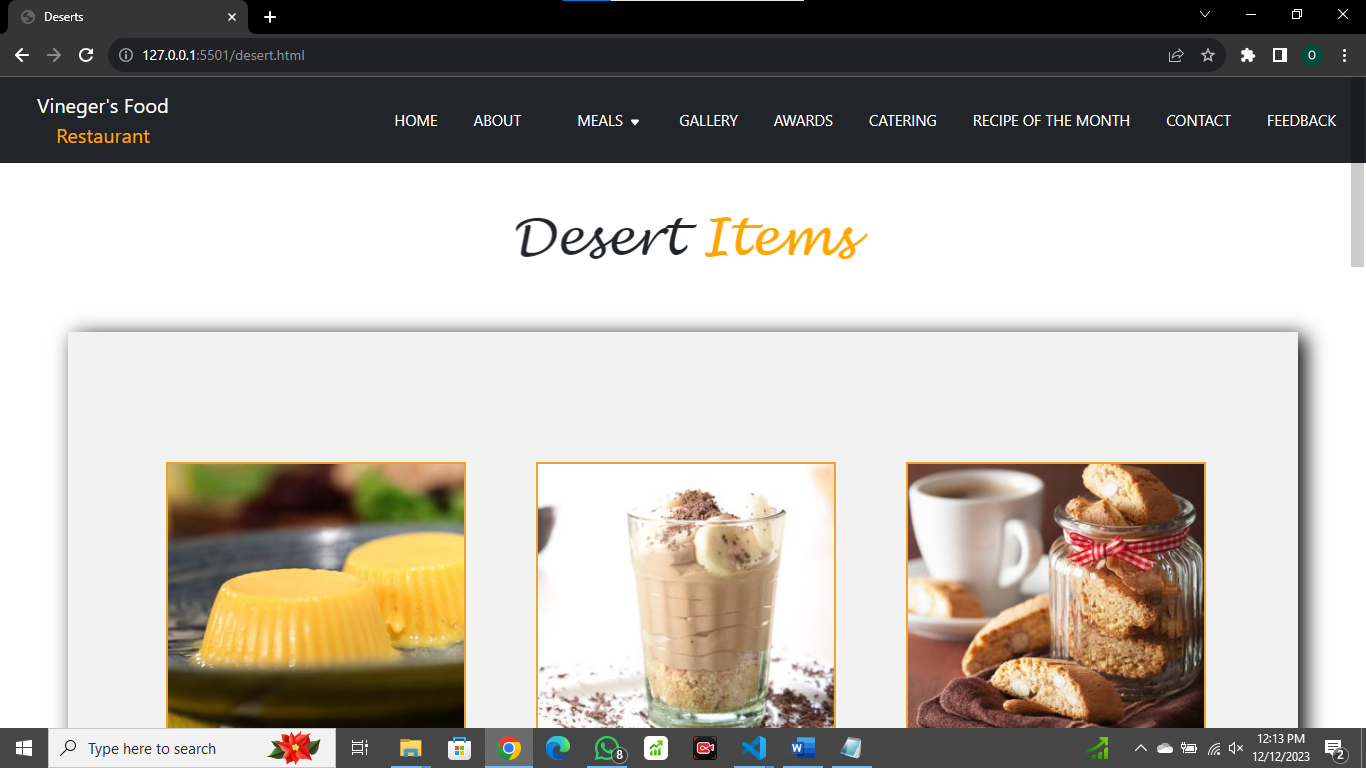 Deserts
127.0.0.1:5501/desert.html
O
Vineger's Food
Restaurant
HOME ABOUT MEALS GALLERY AWARDS CATERING RECIPE OF THE MONTH CONTACT FEEDBACK
Desert Items
Type here to search
8
12:13 PM
12/12/2023
2